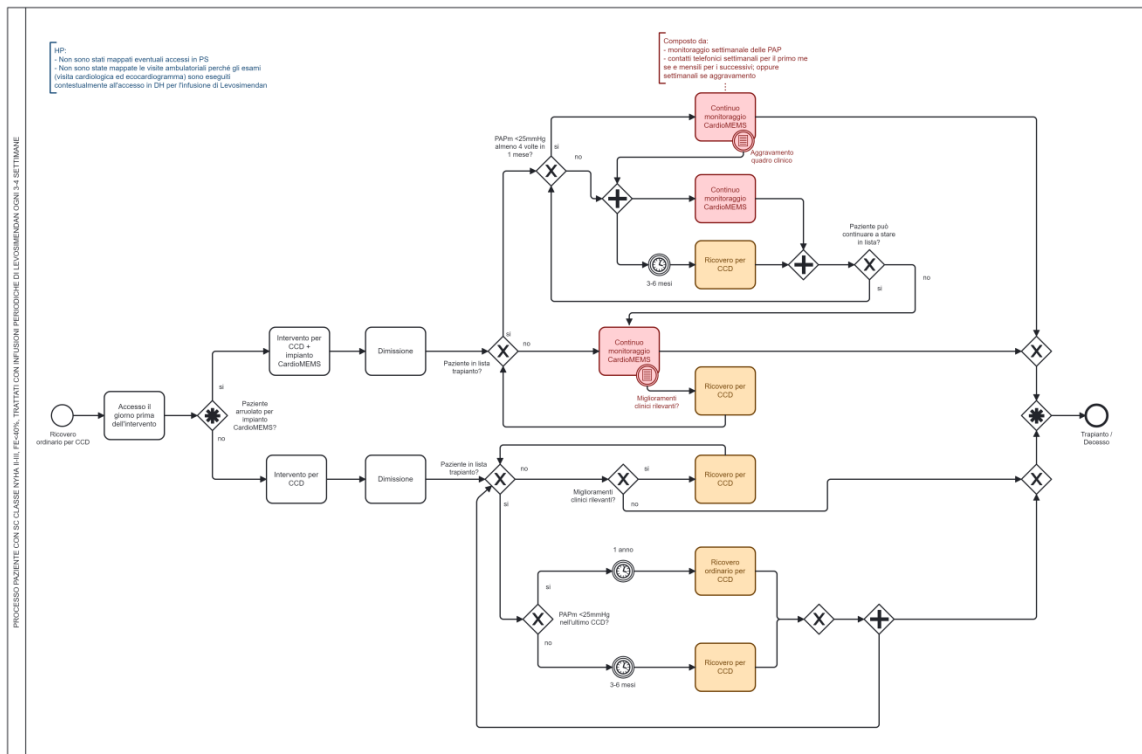 PROCESSO PAZIENTE CON SC CLASSE NYHA II-III, FE<40%, TRATTATI CON INFUSIONI PERIODICHE DI LEVOSIMENDAN OGNI 3-4 SETTIMANE
HP:
- Non sono stati mappati eventuali accessi in PS
- Non sono state mappate le visite ambulatoriali perché gli esami
(visita cardiologica ed ecocardiogramma) sono eseguiti
contestualmente all'accesso in DH per l'Infusione di Levosimendan
Composto da:
- monitoraggio settimanale delle PAP
- contatti telefonici settimanali per il primo me
se e mensili per i successivi; oppure
settimanali se aggravamento
Continuo
monitoraggio
CardioMEMS
PAPm <25mmHg
almeno 4 volte in
1 mese?
si
no
Aggravamento
quadro clinico
Continuo
monitoraggio
CardioMEMS
Paziente può
continuare a stare
in lista?
Ricovero per
CCD
3-6 mesi
si
no
Intervento per
CCD +
impianto
CardioMEMS
Dimissione
Paziente in lista
trapianto?
si
no
Continuo
monitoraggio
CardioMEMS
Miglioramenti
clinici rilevanti?
Ricovero per
CCD
Ricovero
ordinario per CCD
Accesso il
giorno prima
dell'intervento
si
no
Paziente
arruolato per
impianto
CardioMEMS?
Trapianto /
Decesso
Intervento per
CCD
Dimissione
Paziente in lista
trapianto?
no
si
Miglioramenti
clinici rilevanti?
si
no
Ricovero per
CCD
1 anno
Ricovero
ordinario per
CCD
si
PAPm <25mmHg
nell'ultimo CCD?
no
3-6 mesi
Ricovero per
CCD